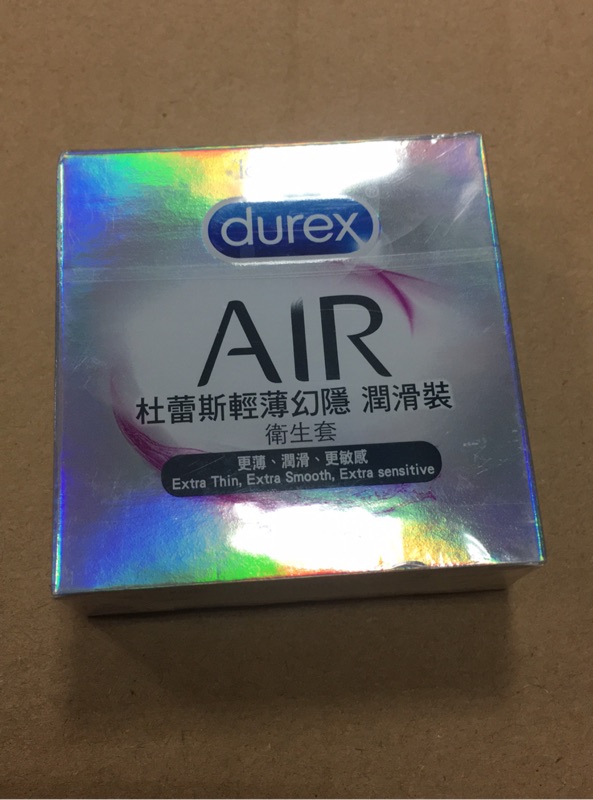 durex
AIR
杜蕾斯輕薄幻隱 潤滑裝
衛生套
更薄、潤滑、更敏感
Extra Thin, Extra Smooth, Extra sensitive